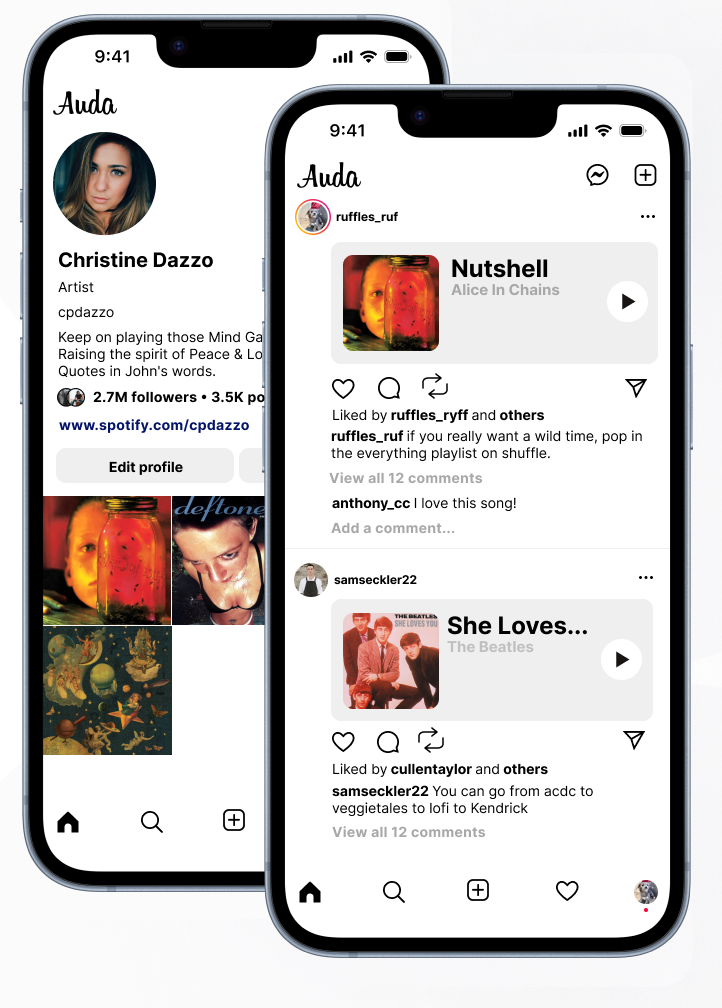 9:41
Auda
Christine Dazzo
Artist
cpdazzo
Keep on playing those Mind Ga
Raising the spirit of Peace & Lo
Quotes in John's words.
2.7M followers • 3.5K po
www.spotify.com/cpdazzo
Edit profile
deftone
9:41
Auda
ruffles_ruf
Nutshell
Alice In Chains
Liked by ruffles_ryff and others
ruffles_ruf if you really want a wild time, pop in
the everything playlist on shuffle.
View all 12 comments
anthony_cc I love this song!
Add a comment...
samseckler22
THE BEATLES
SHE LOVES YOU
She Loves...
The Beatles
Liked by cullentaylor and others
samseckler22 You can go from acdc to
veggietales to lofi to Kendrick
View all 12 comments